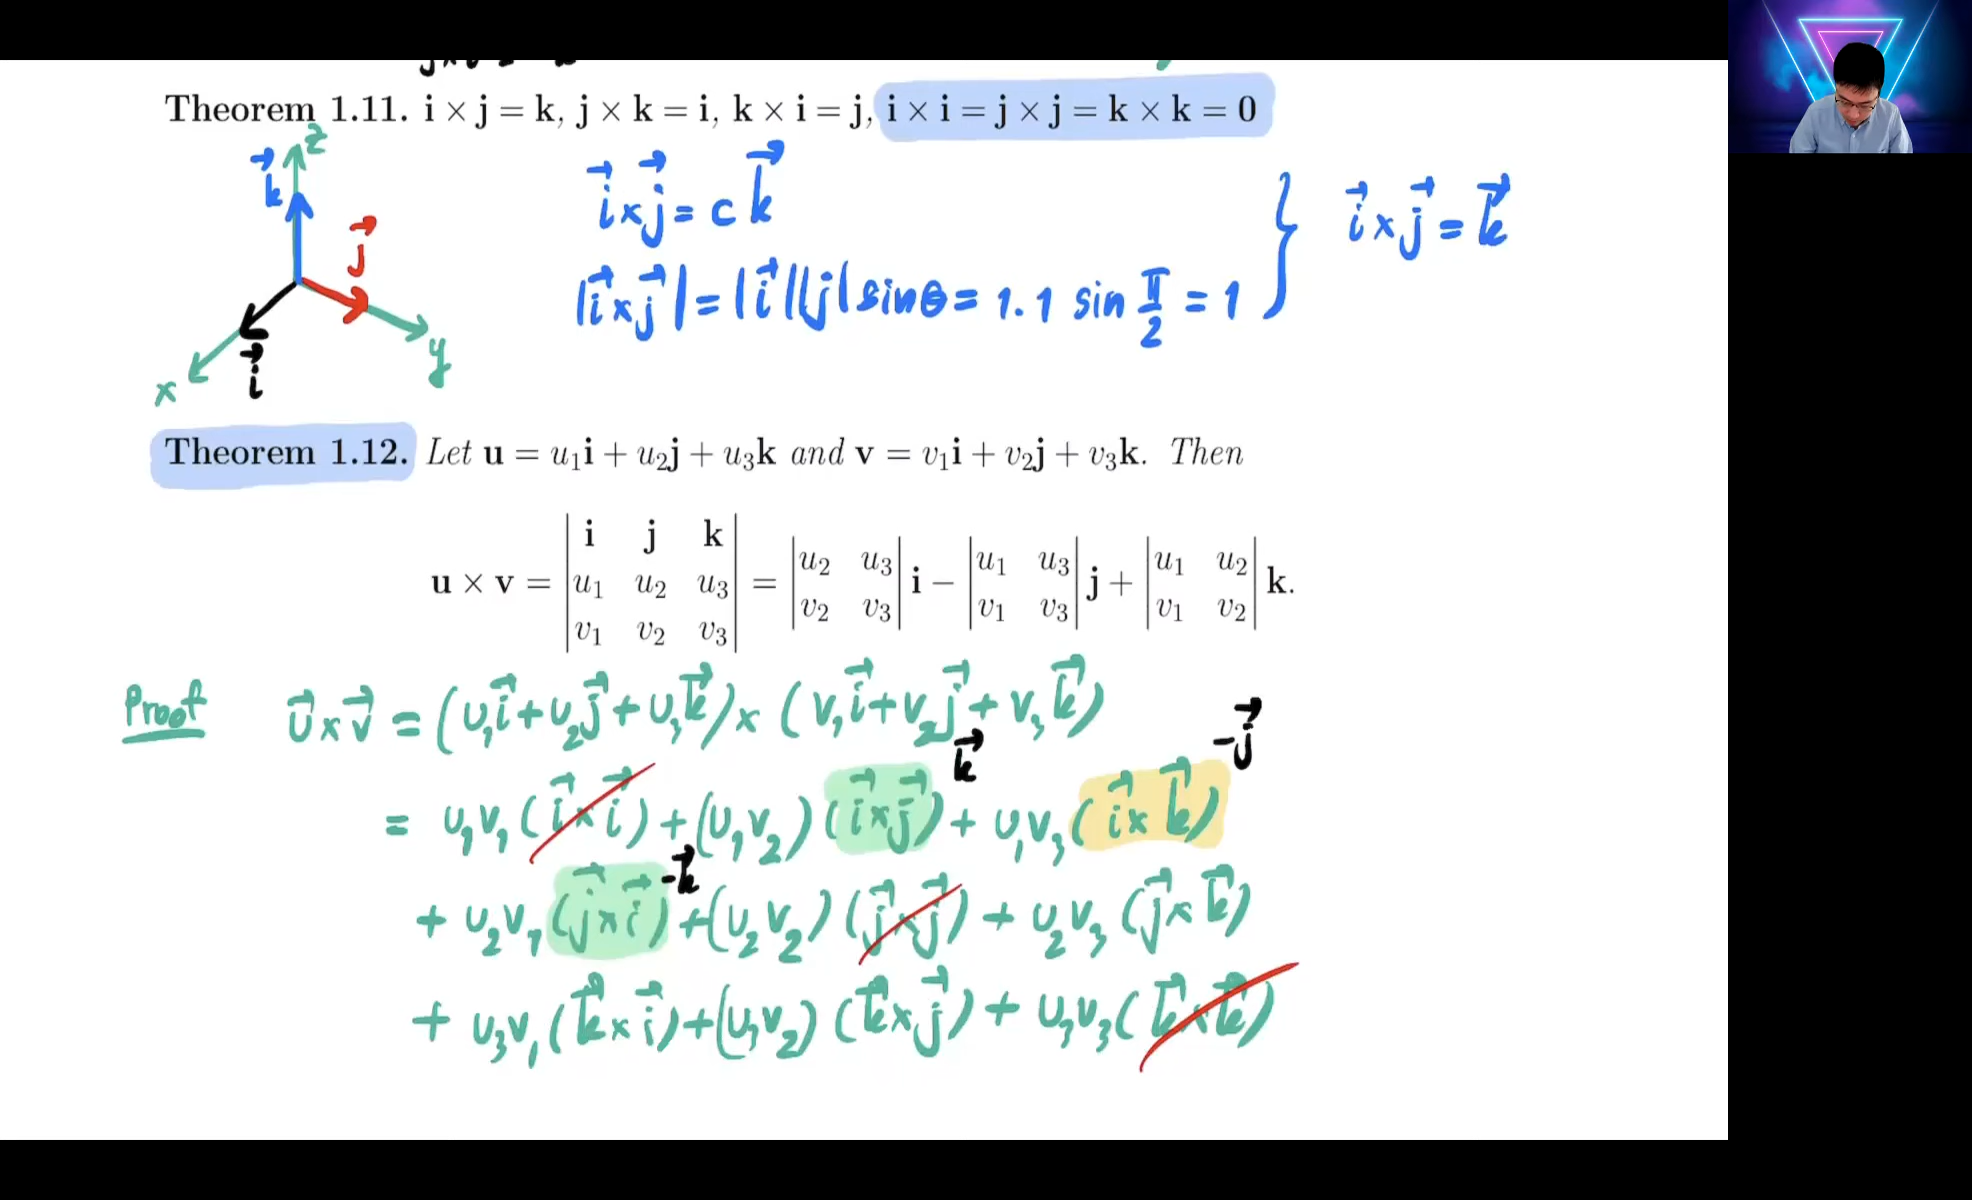 Theorem 1.11. i × j = k, j × k = i, k × i = j, i × i = j × j = k × k = 0
z
k⃗
j⃗
i⃗
x
y
i⃗ × j⃗ = c k⃗
|i⃗ × j⃗| = |i⃗||j| sin θ = 1.1 sin π/2 = 1
} i⃗ × j⃗ = k⃗
Theorem 1.12. Let u = u₁i + u₂j + u₃k and v = v₁i + v₂j + v₃k. Then
u × v = |i j k; u₁ u₂ u₃; v₁ v₂ v₃| = |u₂ u₃; v₂ v₃| i − |u₁ u₃; v₁ v₃| j + |u₁ u₂; v₁ v₂| k.
Proof u⃗ × v⃗ = (u₁i⃗ + u₂j⃗ + u₃k⃗) × (v₁i⃗ + v₂j⃗ + v₃k⃗)
k⃗ -j⃗
= u₁v₁(i⃗ × i⃗) + (u₁v₂)(i⃗ × j⃗) + u₁v₃(i⃗ × k⃗)
-k⃗
+ u₂v₁(j⃗ × i⃗) + (u₂v₂)(j⃗ × j⃗) + u₂v₃(j⃗ × k⃗)
+ u₃v₁(k⃗ × i⃗) + (u₃v₂)(k⃗ × j⃗) + u₃v₃(k⃗ × k⃗)